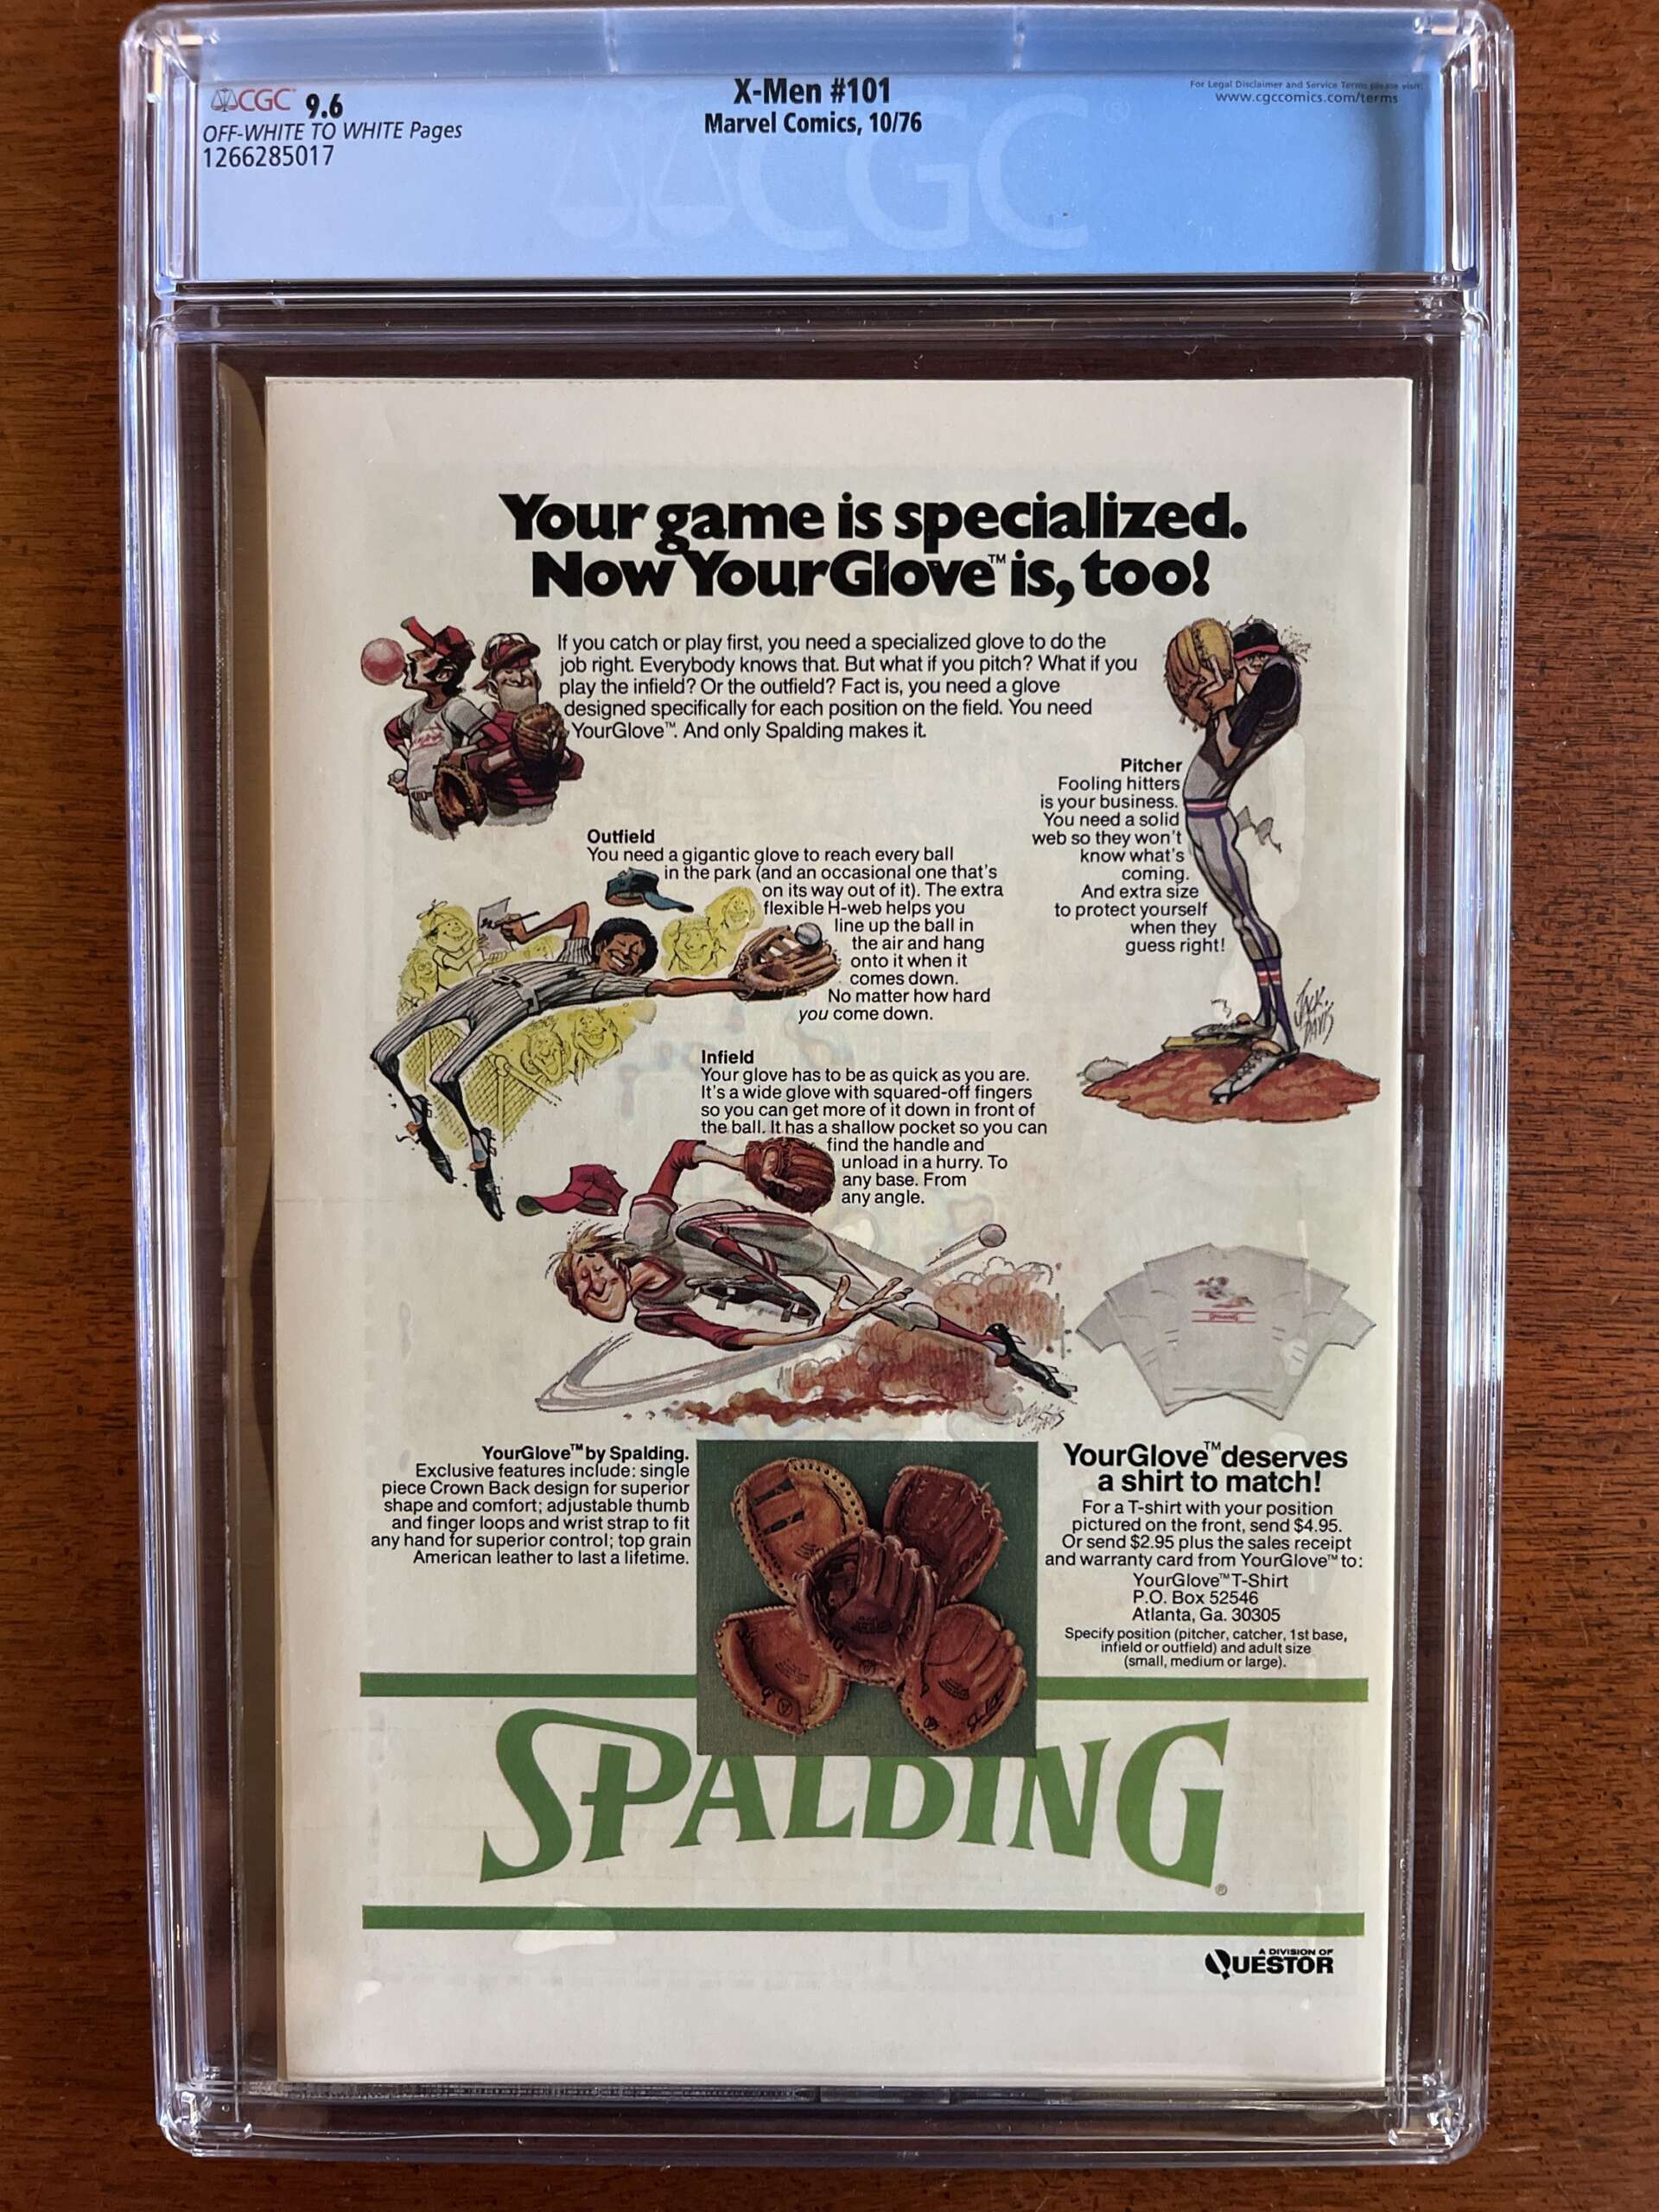 CGC 9.6
OFF-WHITE TO WHITE Pages
1266285017
X-Men #101
Marvel Comics, 10/76
For Legal Disclaimer and Service Terms please visit:
www.cgccomics.com/terms
CGC®
Your game is specialized.
Now YourGlove™ is, too!
If you catch or play first, you need a specialized glove to do the
job right. Everybody knows that. But what if you pitch? What if you
play the infield? Or the outfield? Fact is, you need a glove
designed specifically for each position on the field. You need
YourGlove™. And only Spalding makes it.
Pitcher
Fooling hitters
is your business.
You need a solid
web so they won't
know what's
coming.
And extra size
to protect yourself
when they
guess right!
JACK DAVIS
Outfield
You need a gigantic glove to reach every ball
in the park (and an occasional one that's
on its way out of it). The extra
flexible H-web helps you
line up the ball in
the air and hang
onto it when it
comes down.
No matter how hard
you come down.
Infield
Your glove has to be as quick as you are.
It's a wide glove with squared-off fingers
so you can get more of it down in front of
the ball. It has a shallow pocket so you can
find the handle and
unload in a hurry. To
any base. From
any angle.
SPALDING
YourGlove™ by Spalding.
Exclusive features include: single
piece Crown Back design for superior
shape and comfort; adjustable thumb
and finger loops and wrist strap to fit
any hand for superior control; top grain
American leather to last a lifetime.
YourGlove™ deserves
a shirt to match!
For a T-shirt with your position
pictured on the front, send $4.95.
Or send $2.95 plus the sales receipt
and warranty card from YourGlove™ to:
YourGlove™ T-Shirt
P.O. Box 52546
Atlanta, Ga. 30305
Specify position (pitcher, catcher, 1st base,
infield or outfield) and adult size
(small, medium or large).
SPALDING®
A DIVISION OF
QUESTOR